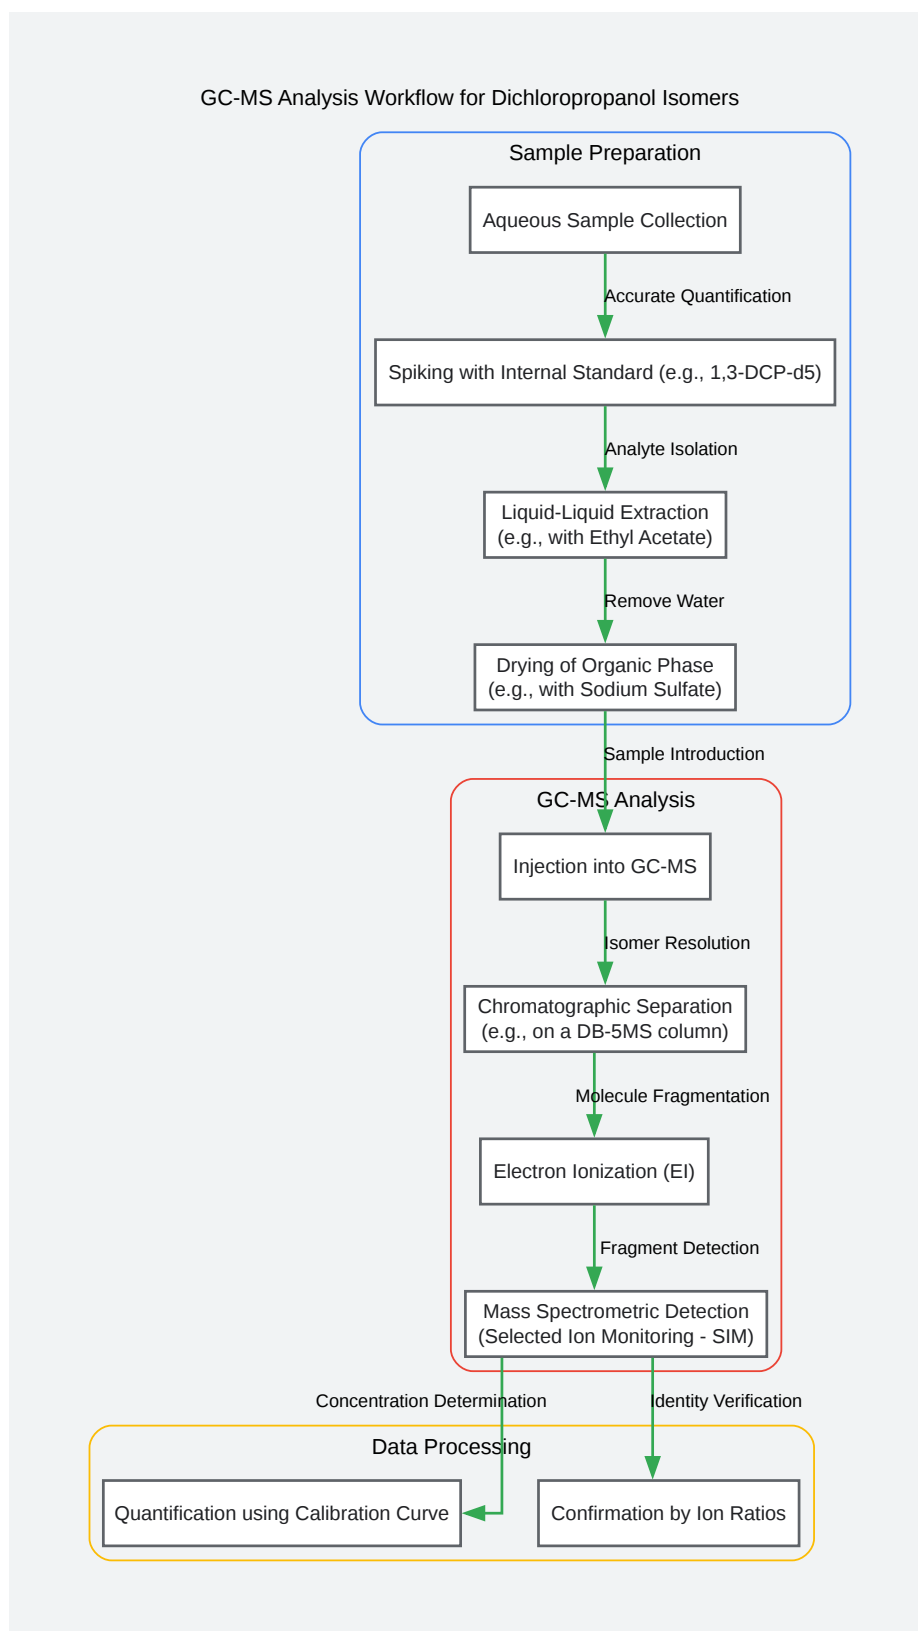 GC-MS Analysis Workflow for Dichloropropanol Isomers
Sample Preparation
Aqueous Sample Collection
Accurate Quantification
Spiking with Internal Standard (e.g., 1,3-DCP-d5)
Analyte Isolation
Liquid-Liquid Extraction
(e.g., with Ethyl Acetate)
Remove Water
Drying of Organic Phase
(e.g., with Sodium Sulfate)
Sample Introduction
GC-MS Analysis
Injection into GC-MS
Isomer Resolution
Chromatographic Separation
(e.g., on a DB-5MS column)
Molecule Fragmentation
Electron Ionization (EI)
Fragment Detection
Mass Spectrometric Detection
(Selected Ion Monitoring - SIM)
Concentration Determination
Identity Verification
Data Processing
Quantification using Calibration Curve
Confirmation by Ion Ratios